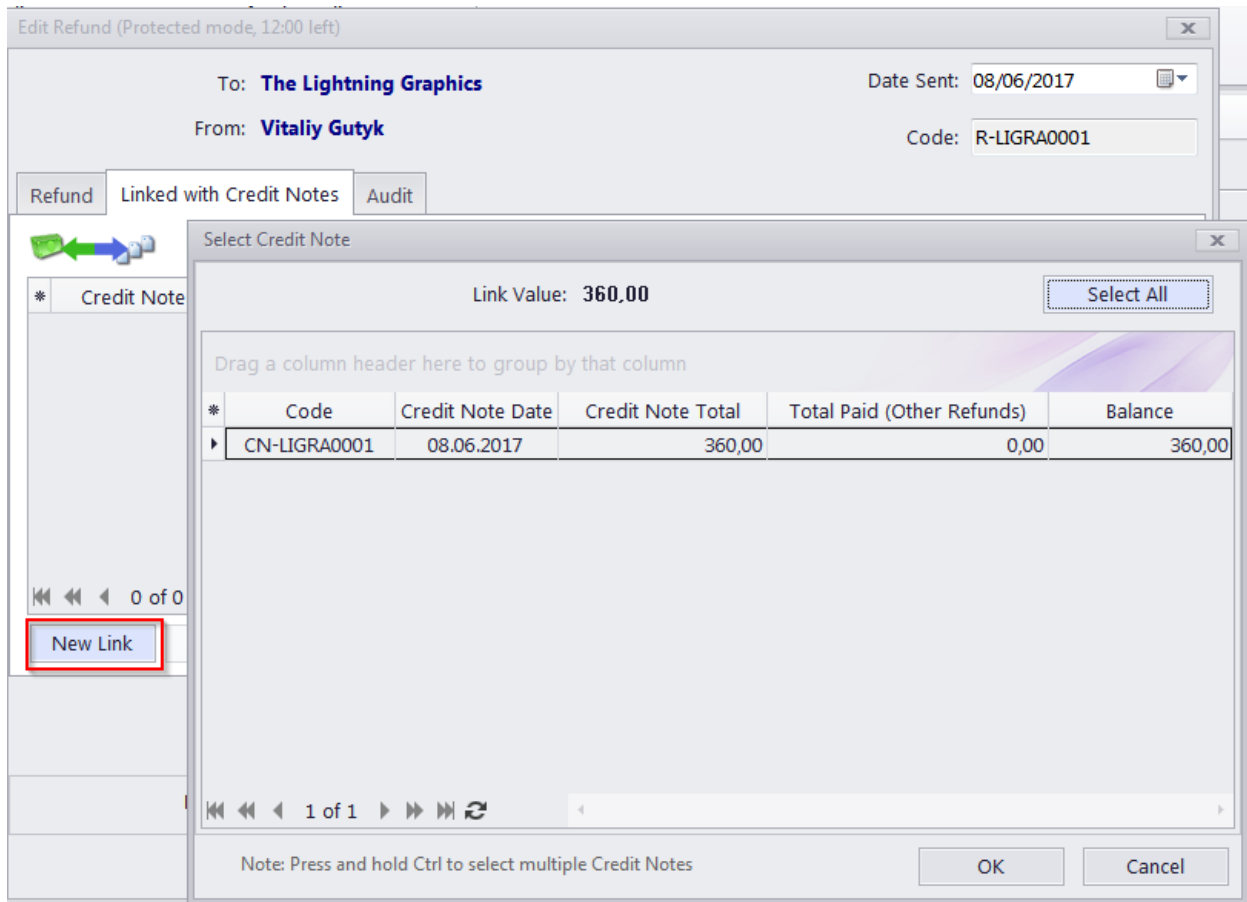 Edit Refund (Protected mode, 12:00 left)
To: The Lightning Graphics
Date Sent: 08/06/2017
From: Vitaliy Gutyk
Code: R-LIGRA0001
Refund Linked with Credit Notes Audit
Select Credit Note
Credit Note
Link Value: 360,00
Select All
Drag a column header here to group by that column
Code Credit Note Date Credit Note Total Total Paid (Other Refunds) Balance
CN-LIGRA0001 08.06.2017 360,00 0,00 360,00
0 of 0
New Link
1 of 1
Note: Press and hold Ctrl to select multiple Credit Notes
OK Cancel